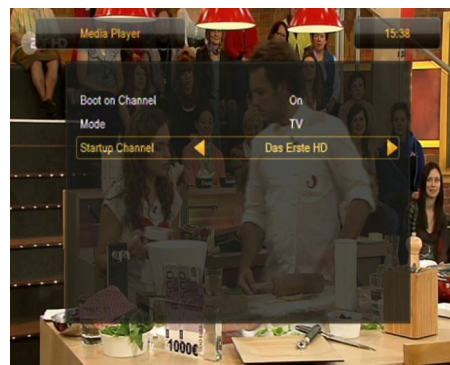 Media Player
15:38
Boot on Channel On
Mode TV
Startup Channel Das Erste HD
1000€